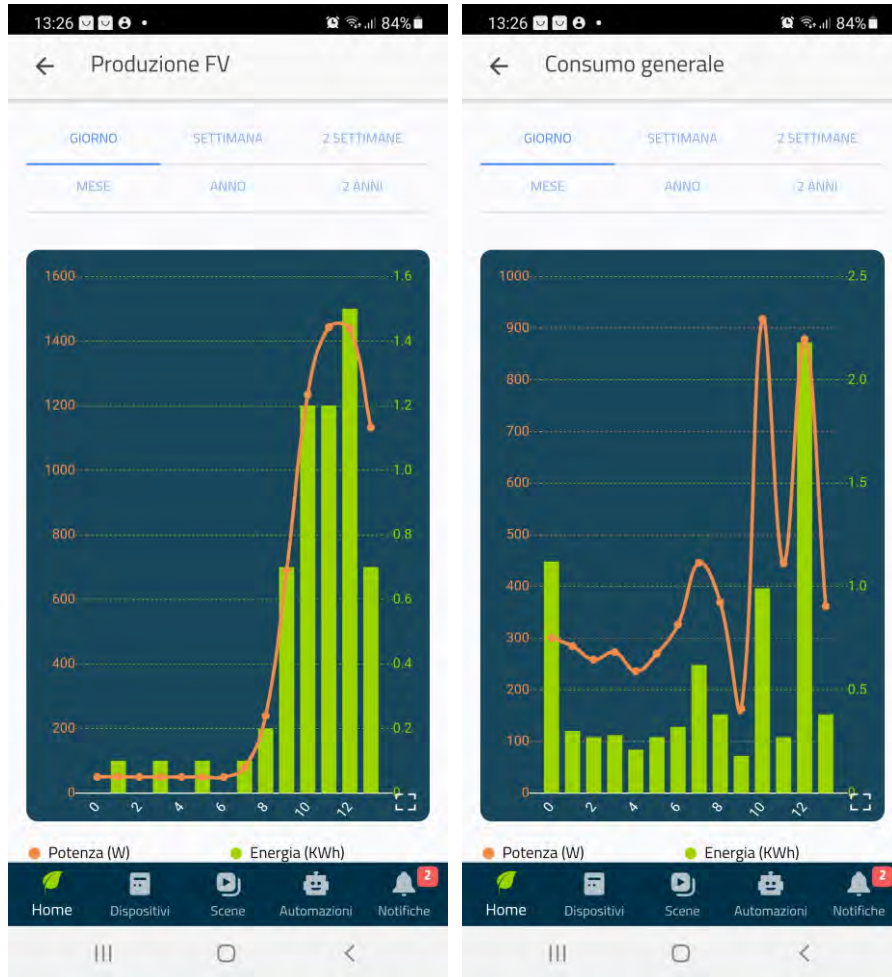 13:26 84%
Produzione FV
GIORNO SETTIMANA 2 SETTIMANE
MESE ANNO 2 ANNI
1600 1.6
1400 1.4
1200 1.2
1000 1.0
800 0.8
600 0.6
400 0.4
200 0.2
0 0
0 2 4 6 8 10 12
Potenza (W) Energia (KWh)
2
Home Dispositivi Scene Automazioni Notifiche
13:26 84%
Consumo generale
GIORNO SETTIMANA 2 SETTIMANE
MESE ANNO 2 ANNI
1000 2.5
900
800 2.0
700
600 1.5
500
400 1.0
300
200 0.5
100
0 0
0 2 4 6 8 10 12
Potenza (W) Energia (KWh)
2
Home Dispositivi Scene Automazioni Notifiche